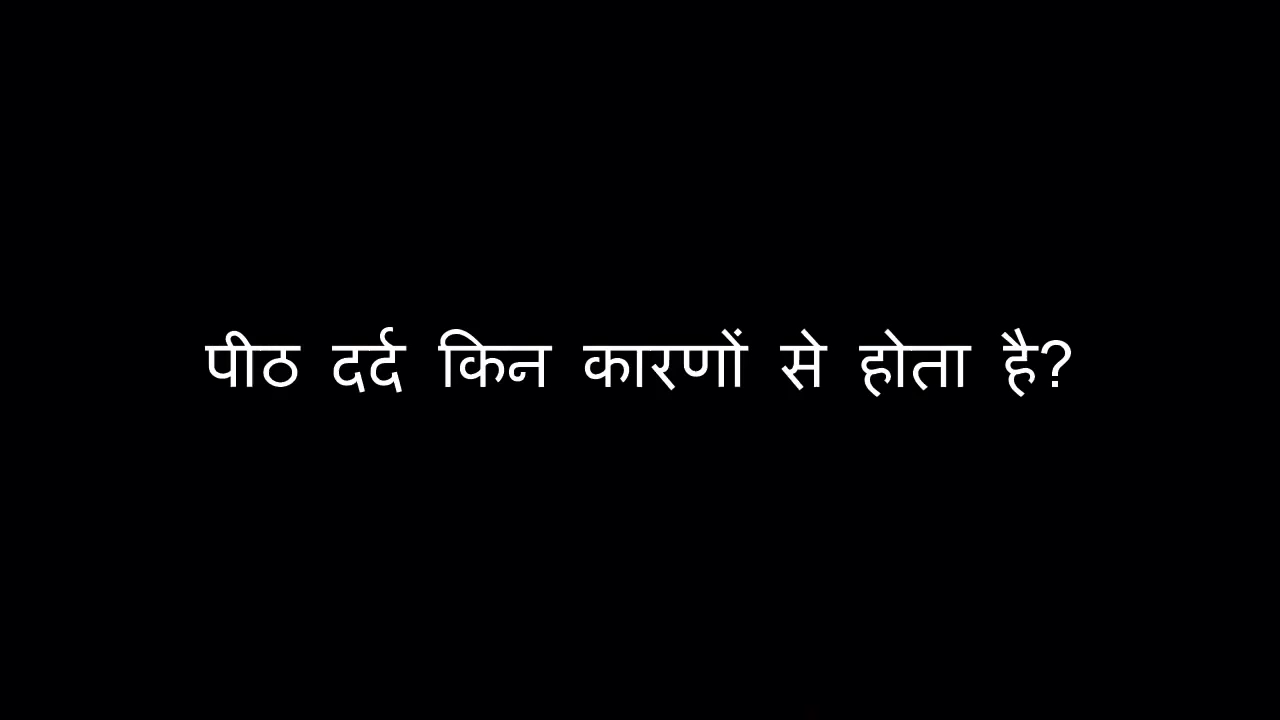 पीठ दर्द किन कारणों से होता है?